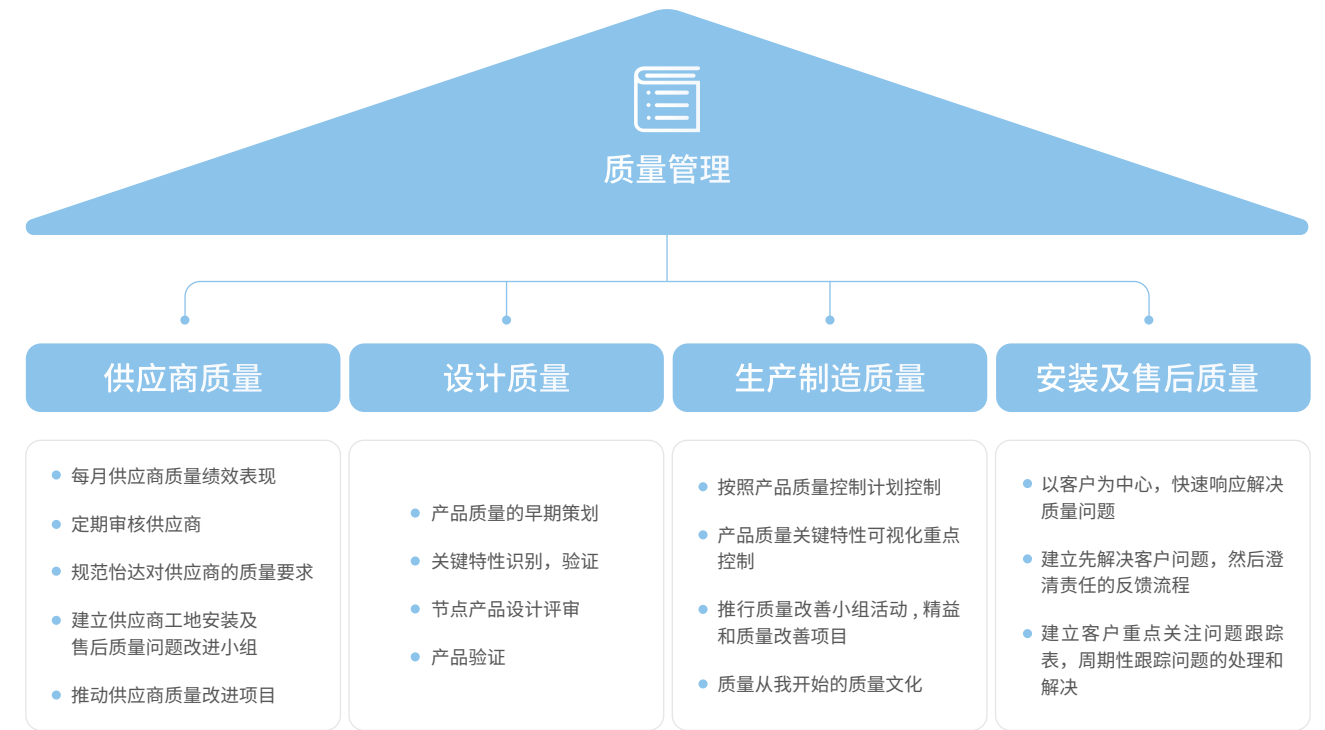 质量管理
供应商质量
设计质量
生产制造质量
安装及售后质量
每月供应商质量绩效表现
定期审核供应商
规范怡达对供应商的质量要求
建立供应商工地安装及
售后质量问题改进小组
推动供应商质量改进项目
产品质量的早期策划
关键特性识别，验证
节点产品设计评审
产品验证
按照产品质量控制计划控制
产品质量关键特性可视化重点
控制
推行质量改善小组活动 , 精益
和质量改善项目
质量从我开始的质量文化
以客户为中心，快速响应解决
质量问题
建立先解决客户问题，然后澄
清责任的反馈流程
建立客户重点关注问题跟踪
表，周期性跟踪问题的处理和
解决